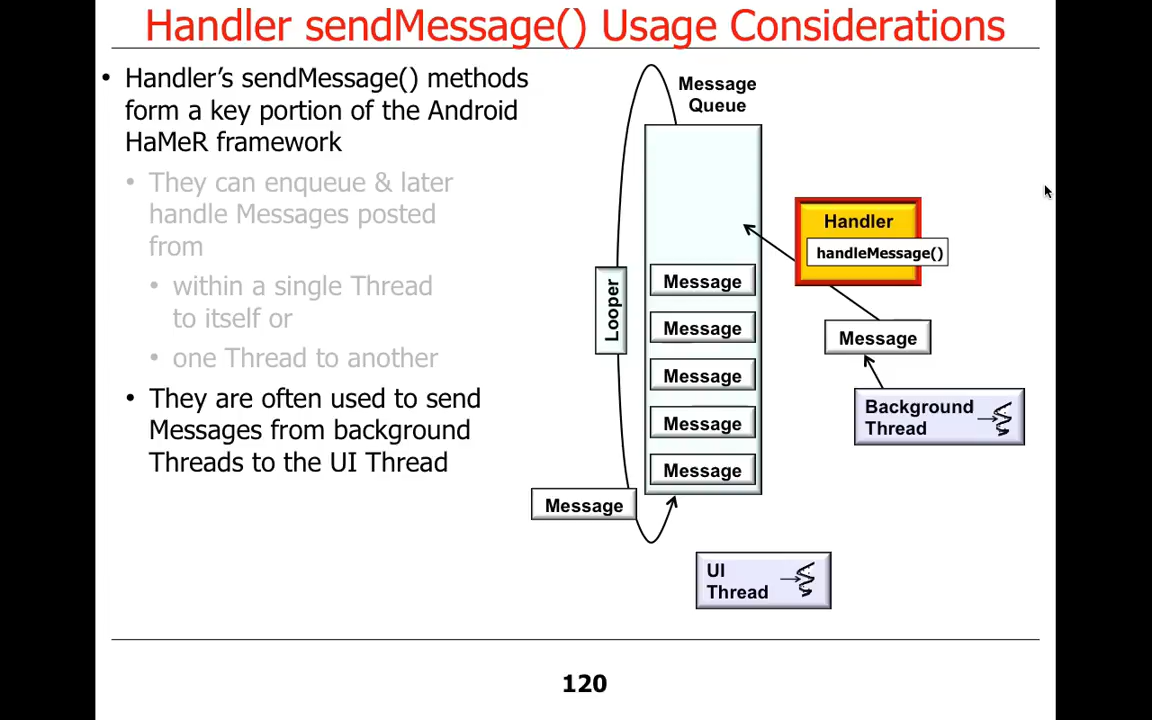 Handler sendMessage() Usage Considerations
• Handler’s sendMessage() methods
form a key portion of the Android
HaMeR framework
• They can enqueue & later
handle Messages posted
from
• within a single Thread
to itself or
• one Thread to another
• They are often used to send
Messages from background
Threads to the UI Thread
Message
Queue
Looper
Message
Message
Message
Message
Message
Message
Handler
handleMessage()
Message
Background
Thread
UI
Thread
120